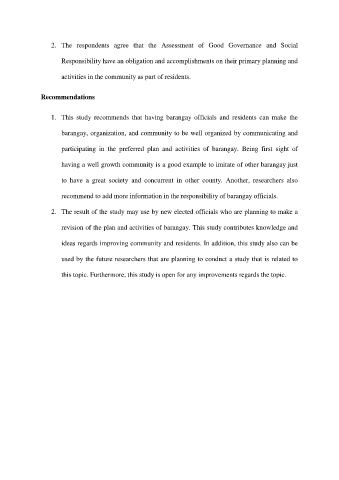 2. The respondents agree that the Assessment of Good Governance and Social
Responsibility have an obligation and accomplishments on their primary planning and
activities in the community as part of residents.
Recommendations
1. This study recommends that having barangay officials and residents can make the
barangay, organization, and community to be well organized by communicating and
participating in the preferred plan and activities of barangay. Being first sight of
having a well growth community is a good example to imitate of other barangay just
to have a great society and concurrent in other county. Another, researchers also
recommend to add more information in the responsibility of barangay officials.
2. The result of the study may use by new elected officials who are planning to make a
revision of the plan and activities of barangay. This study contributes knowledge and
ideas regards improving community and residents. In addition, this study also can be
used by the future researchers that are planning to conduct a study that is related to
this topic. Furthermore, this study is open for any improvements regards the topic.